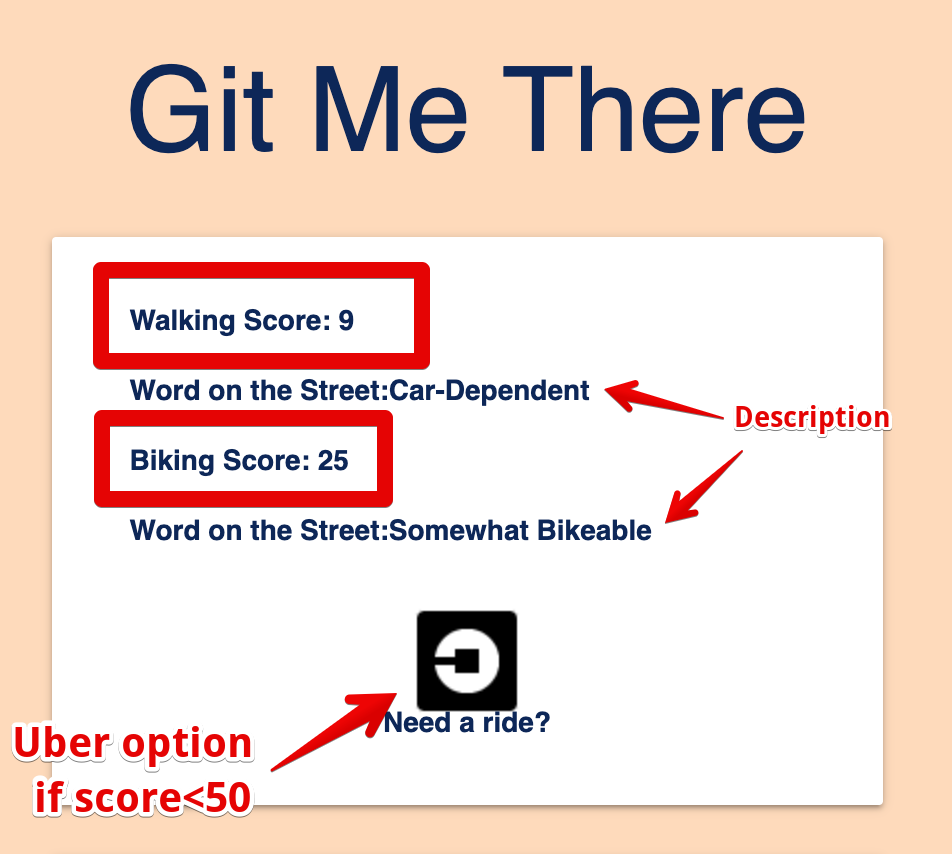 Git Me There
Walking Score: 9
Word on the Street:Car-Dependent
Description
Biking Score: 25
Word on the Street:Somewhat Bikeable
Need a ride?
Uber option
if score<50